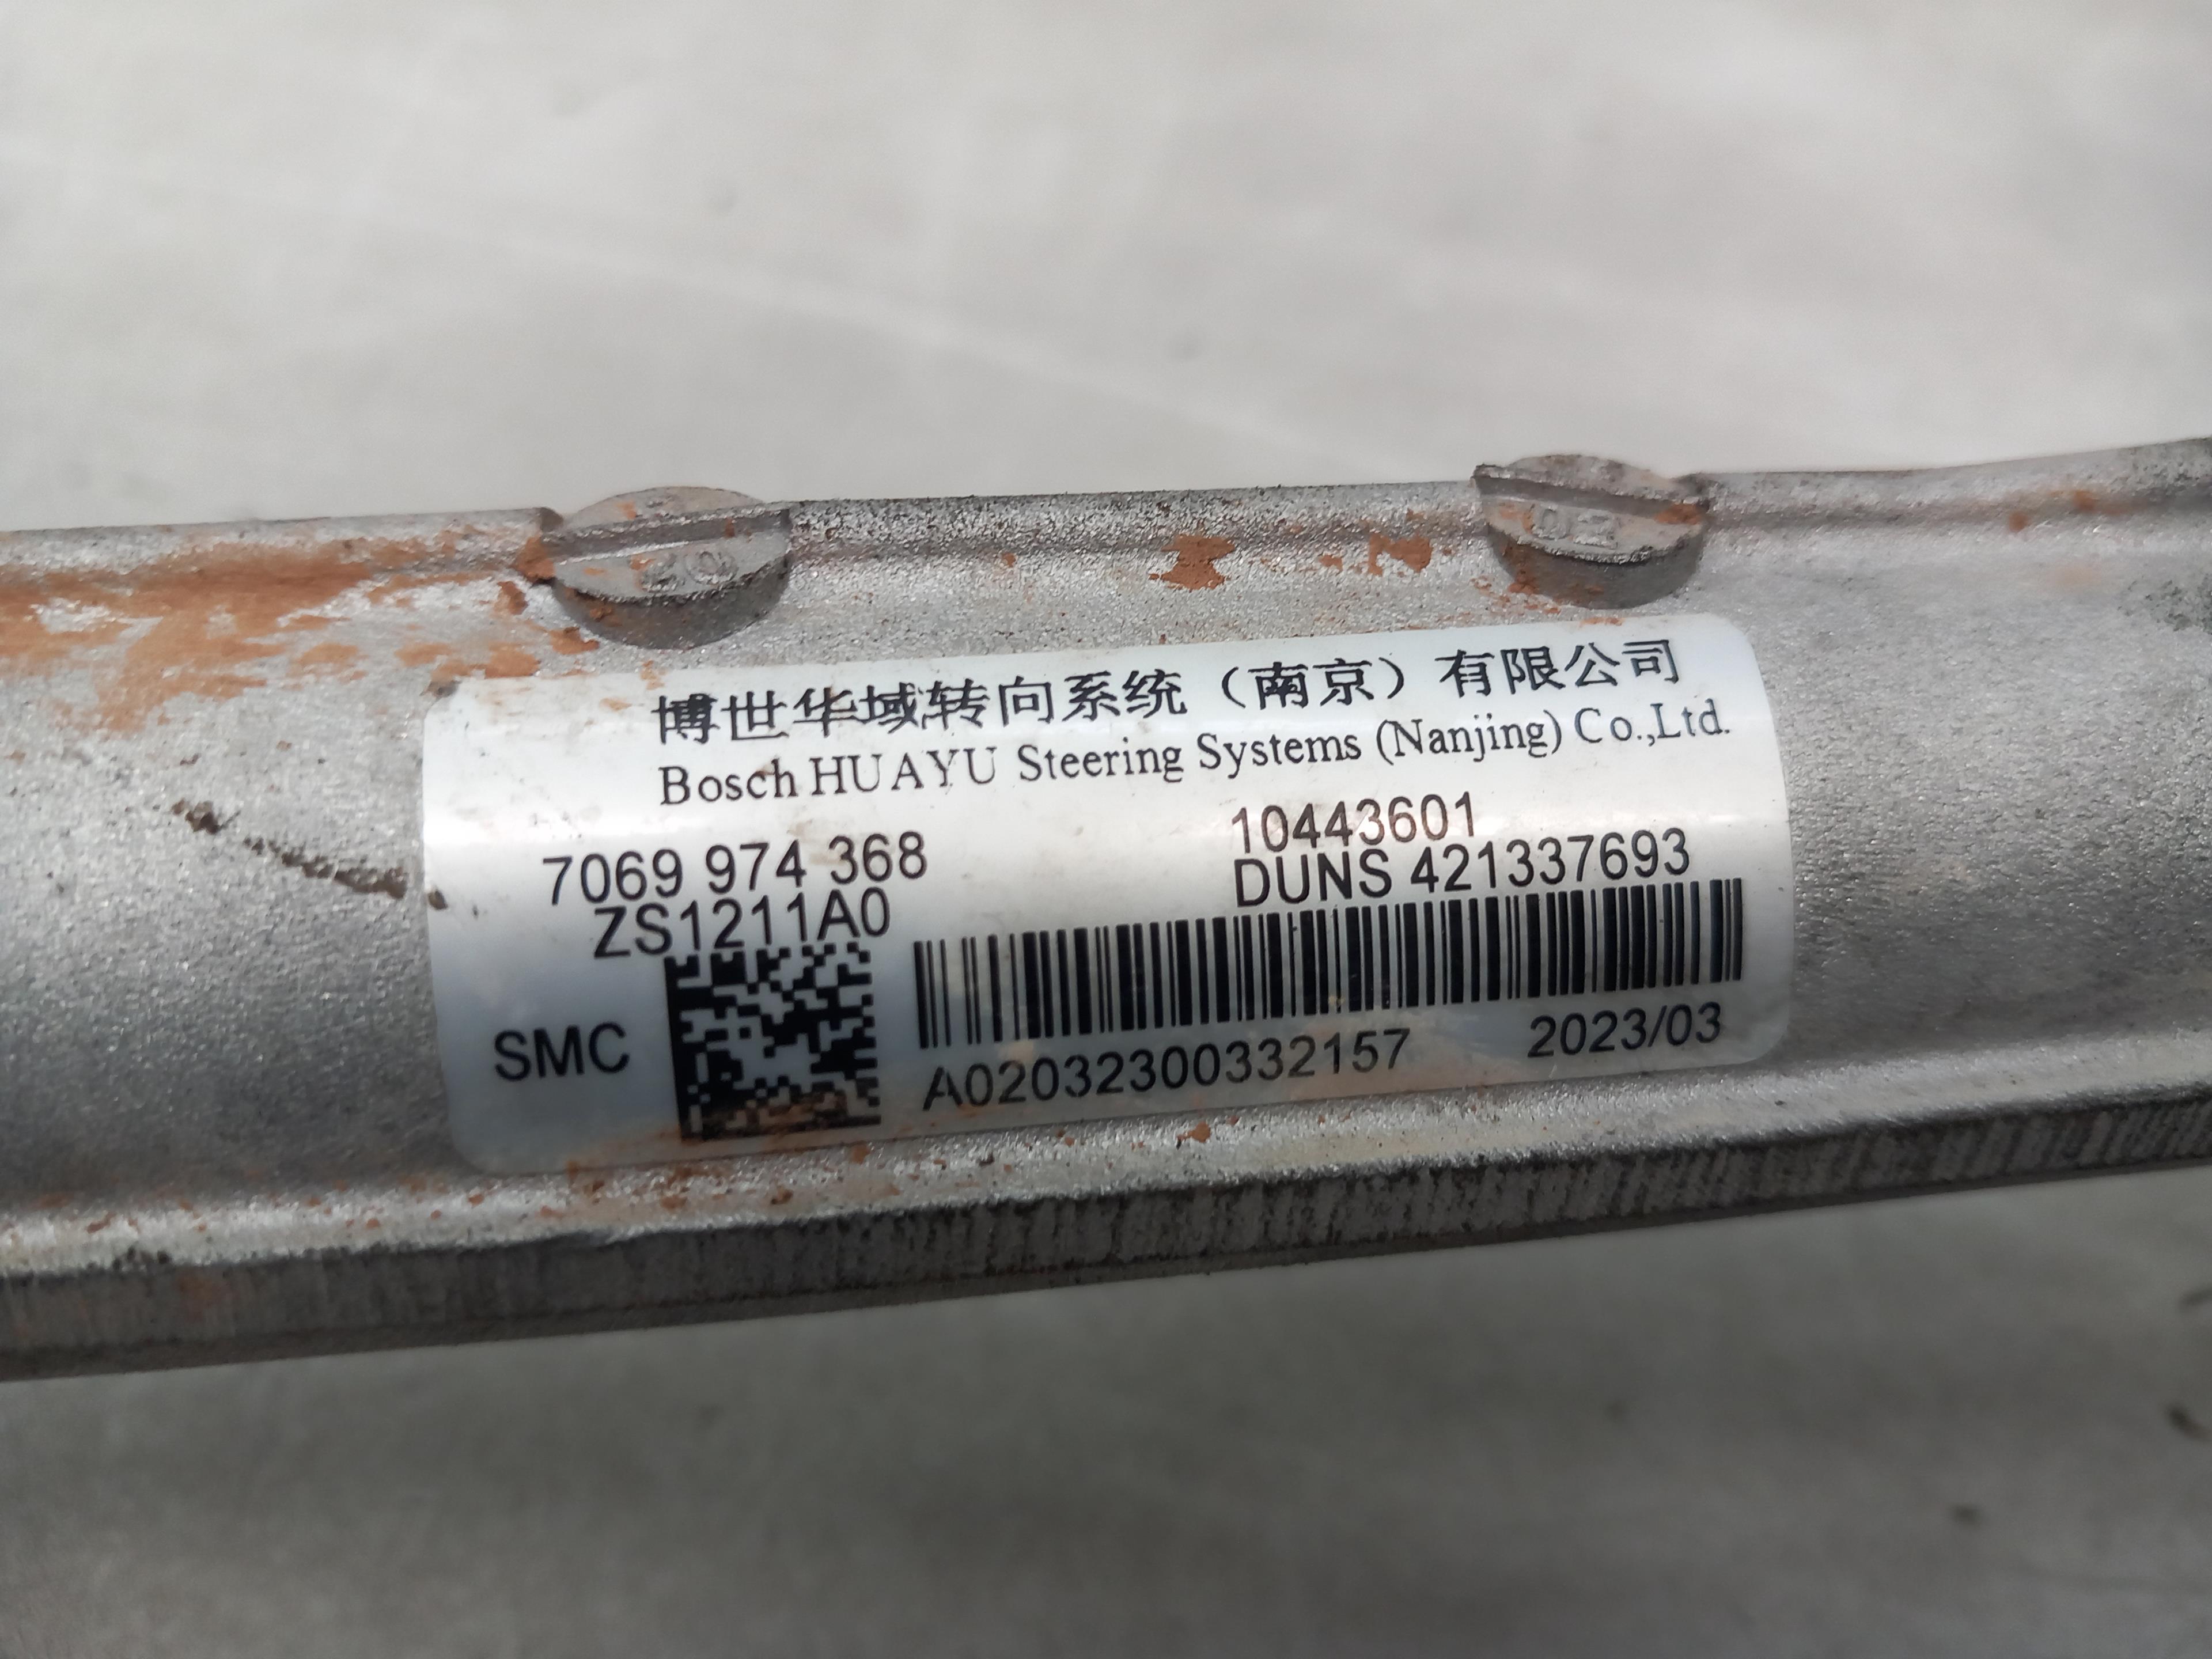 博世华域转向系统（南京）有限公司
Bosch HUAYU Steering Systems (Nanjing) Co.,Ltd.
10443601
7069 974 368
DUNS 421337693
ZS1211A0
SMC
A02032300332157
2023/03